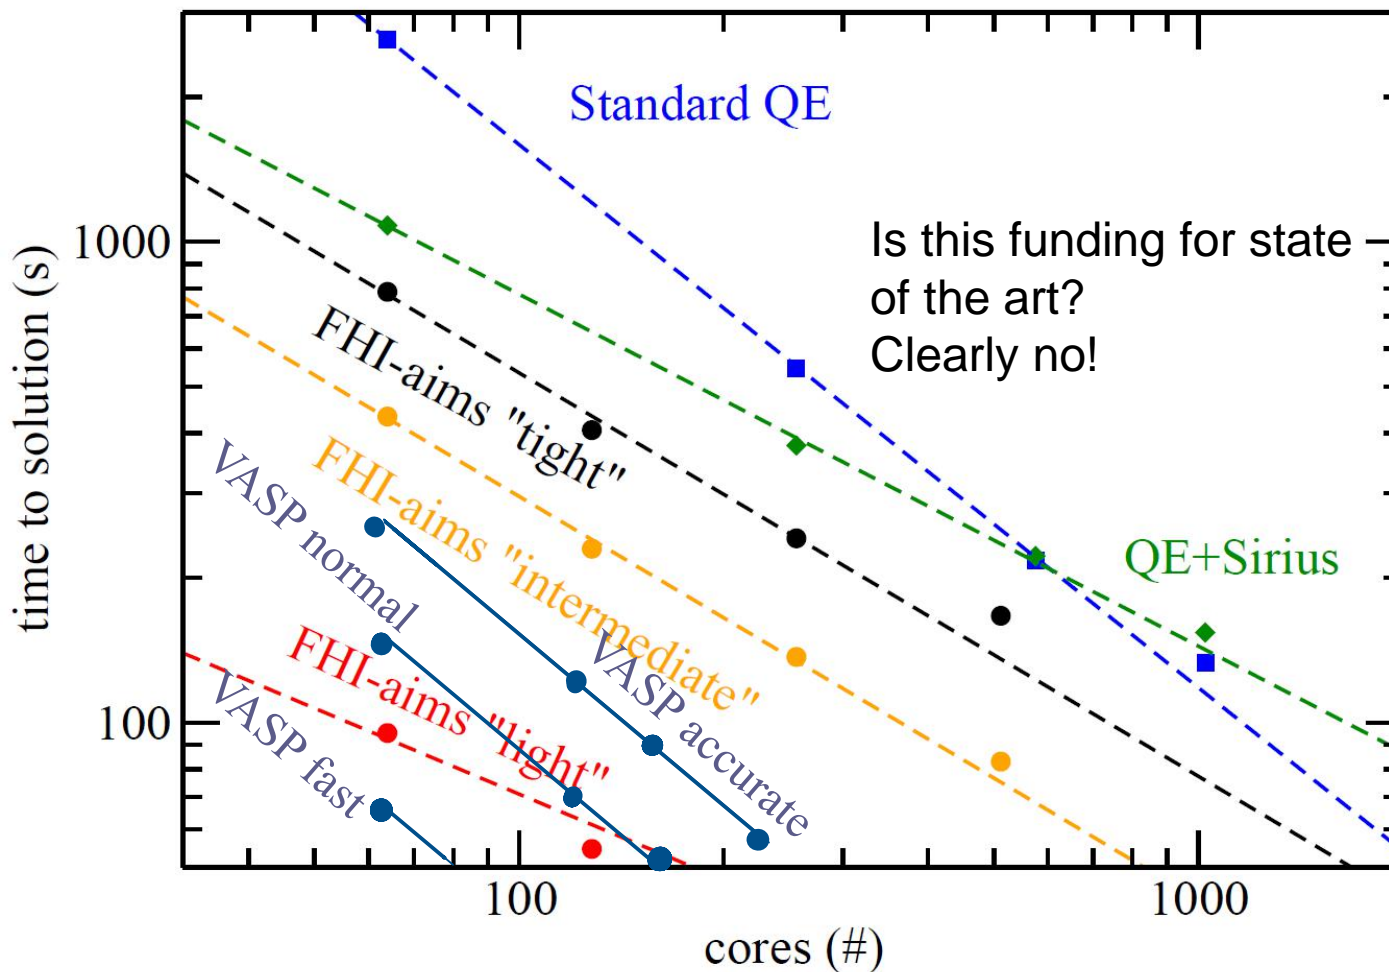 Standard QE
Is this funding for state
of the art?
Clearly no!
1000
time to solution (s)
FHI-aims "tight"
FHI-aims "intermediate"
VASP normal
QE+Sirius
VASP accurate
FHI-aims "light"
VASP fast
100
100
1000
cores (#)